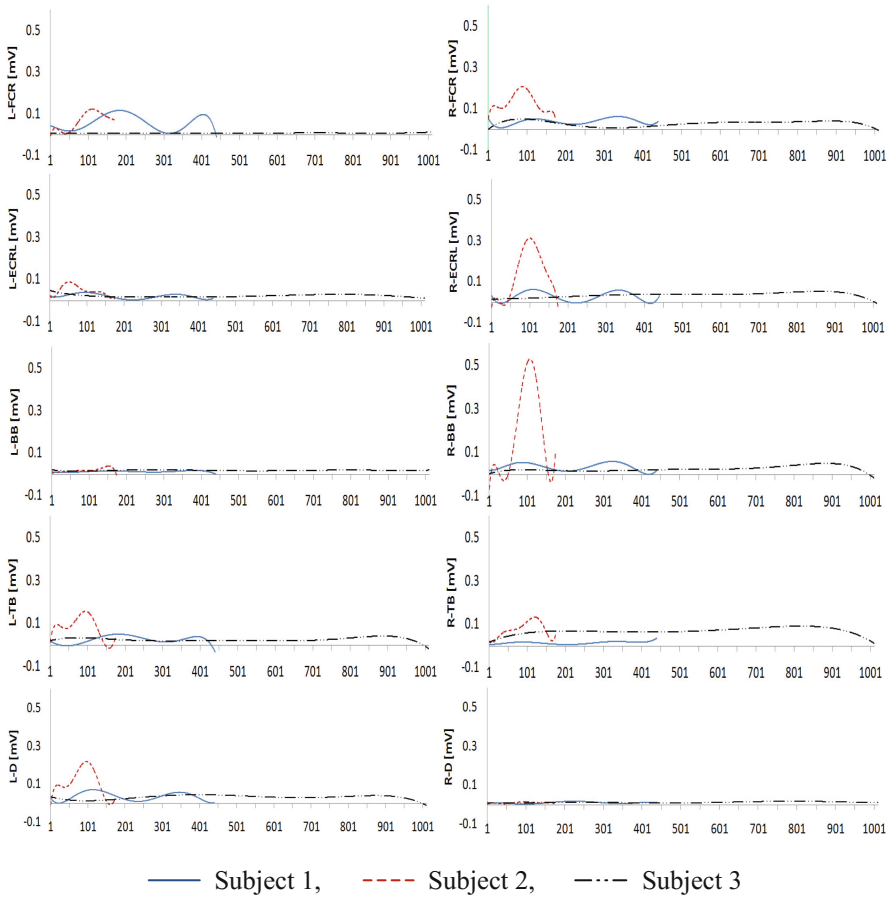 L-FCR [mV]
0.5
0.3
0.1
-0.1
1 101 201 301 401 501 601 701 801 901 1001
R-FCR [mV]
0.5
0.3
0.1
-0.1
1 101 201 301 401 501 601 701 801 901 1001
L-ECRL [mV]
0.5
0.3
0.1
-0.1
1 101 201 301 401 501 601 701 801 901 1001
R-ECRL [mV]
0.5
0.3
0.1
-0.1
1 101 201 301 401 501 601 701 801 901 1001
L-BB [mV]
0.5
0.3
0.1
-0.1
1 101 201 301 401 501 601 701 801 901 1001
R-BB [mV]
0.5
0.3
0.1
-0.1
1 101 201 301 401 501 601 701 801 901 1001
L-TB [mV]
0.5
0.3
0.1
-0.1
1 101 201 301 401 501 601 701 801 901 1001
R-TB [mV]
0.5
0.3
0.1
-0.1
1 101 201 301 401 501 601 701 801 901 1001
L-D [mV]
0.5
0.3
0.1
-0.1
1 101 201 301 401 501 601 701 801 901 1001
R-D [mV]
0.5
0.3
0.1
-0.1
1 101 201 301 401 501 601 701 801 901 1001
Subject 1, Subject 2, Subject 3